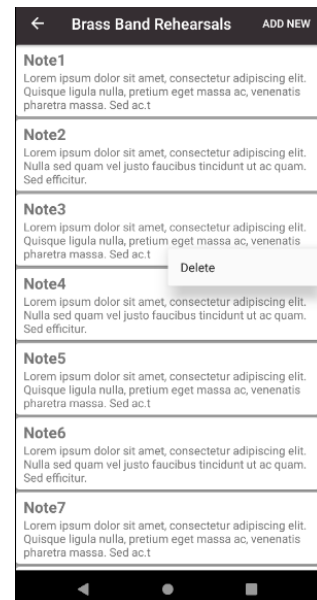 Brass Band Rehearsals ADD NEW
Note1
Lorem ipsum dolor sit amet, consectetur adipiscing elit.
Quisque ligula nulla, pretium eget massa ac, venenatis
pharetra massa. Sed ac.t
Note2
Lorem ipsum dolor sit amet, consectetur adipiscing elit.
Nulla sed quam vel justo faucibus tincidunt ut ac quam.
Sed efficitur.
Note3
Lorem ipsum dolor sit amet, consectetur adipiscing elit.
Quisque ligula nulla, pretium eget massa ac, venenatis
pharetra massa. Sed ac.t
Delete
Note4
Lorem ipsum dolor sit amet, consectetur adipiscing elit.
Nulla sed quam vel justo faucibus tincidunt ut ac quam.
Sed efficitur.
Note5
Lorem ipsum dolor sit amet, consectetur adipiscing elit.
Quisque ligula nulla, pretium eget massa ac, venenatis
pharetra massa. Sed ac.t
Note6
Lorem ipsum dolor sit amet, consectetur adipiscing elit.
Nulla sed quam vel justo faucibus tincidunt ut ac quam.
Sed efficitur.
Note7
Lorem ipsum dolor sit amet, consectetur adipiscing elit.
Quisque ligula nulla, pretium eget massa ac, venenatis
pharetra massa. Sed ac.t